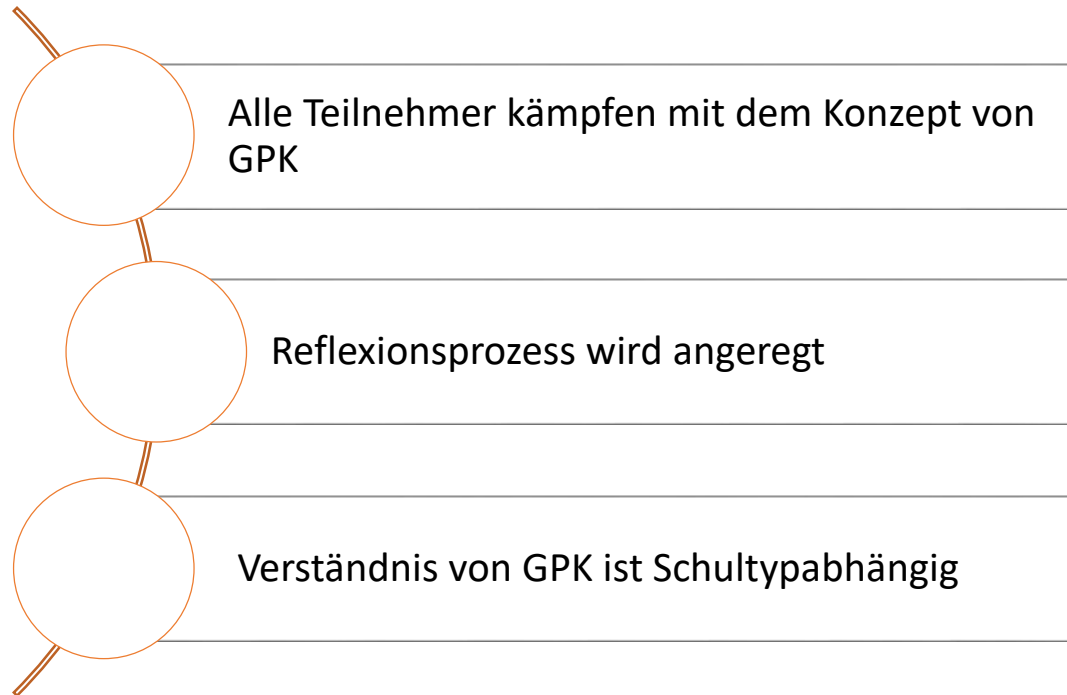 Alle Teilnehmer kämpfen mit dem Konzept von
GPK
Reflexionsprozess wird angeregt
Verständnis von GPK ist Schultypabhängig